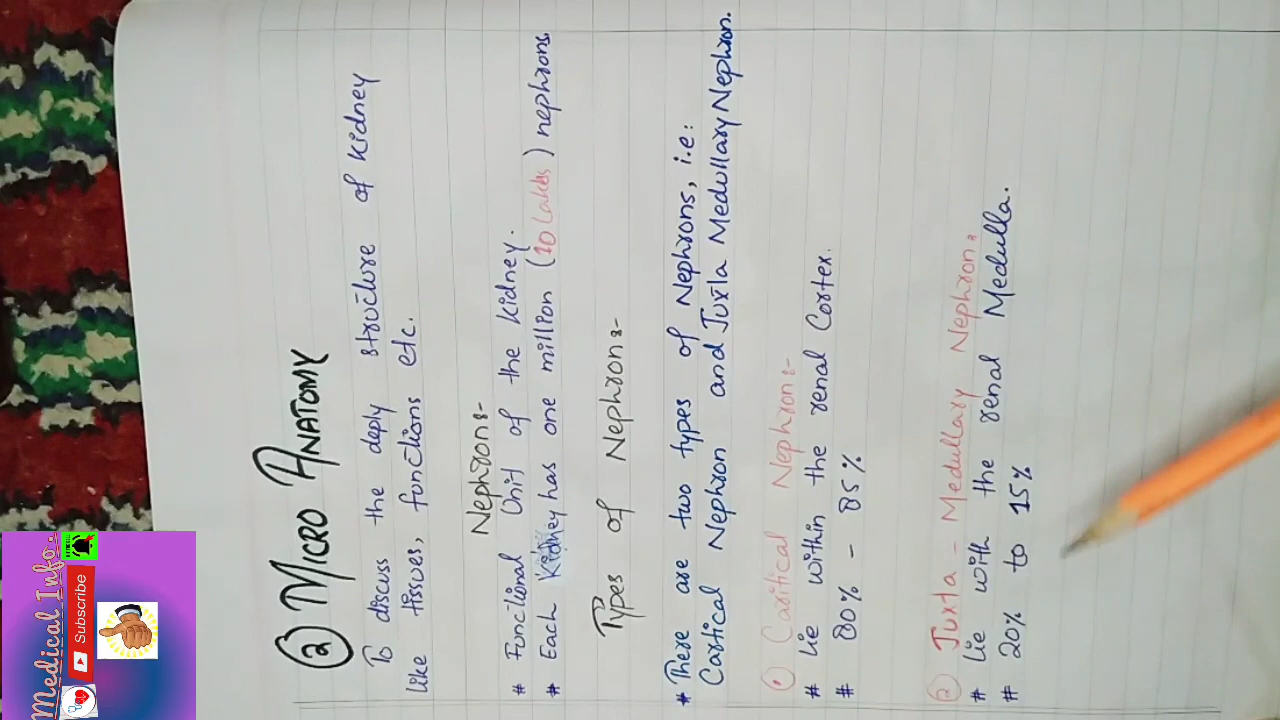 (2) MICRO ANATOMY
To discuss the deply structure of kidney
like tissues, functions etc.
Nephron:-
# Functional Unit of the kidney.
# Each Kidney has one million (10 Lakhs) nephrons
Types of Nephron:-
* There are two types of Nephrons, i.e:
Cartical Nephron and Juxta Medullary Nephron.
(1) Caritical Nephron:-
# Lie within the renal Cortex.
# 80% - 85%
(2) Juxta - Medullary Nephron:
# Lie with the renal Medulla.
# 20% to 15%
Medical Info.
Subscribe